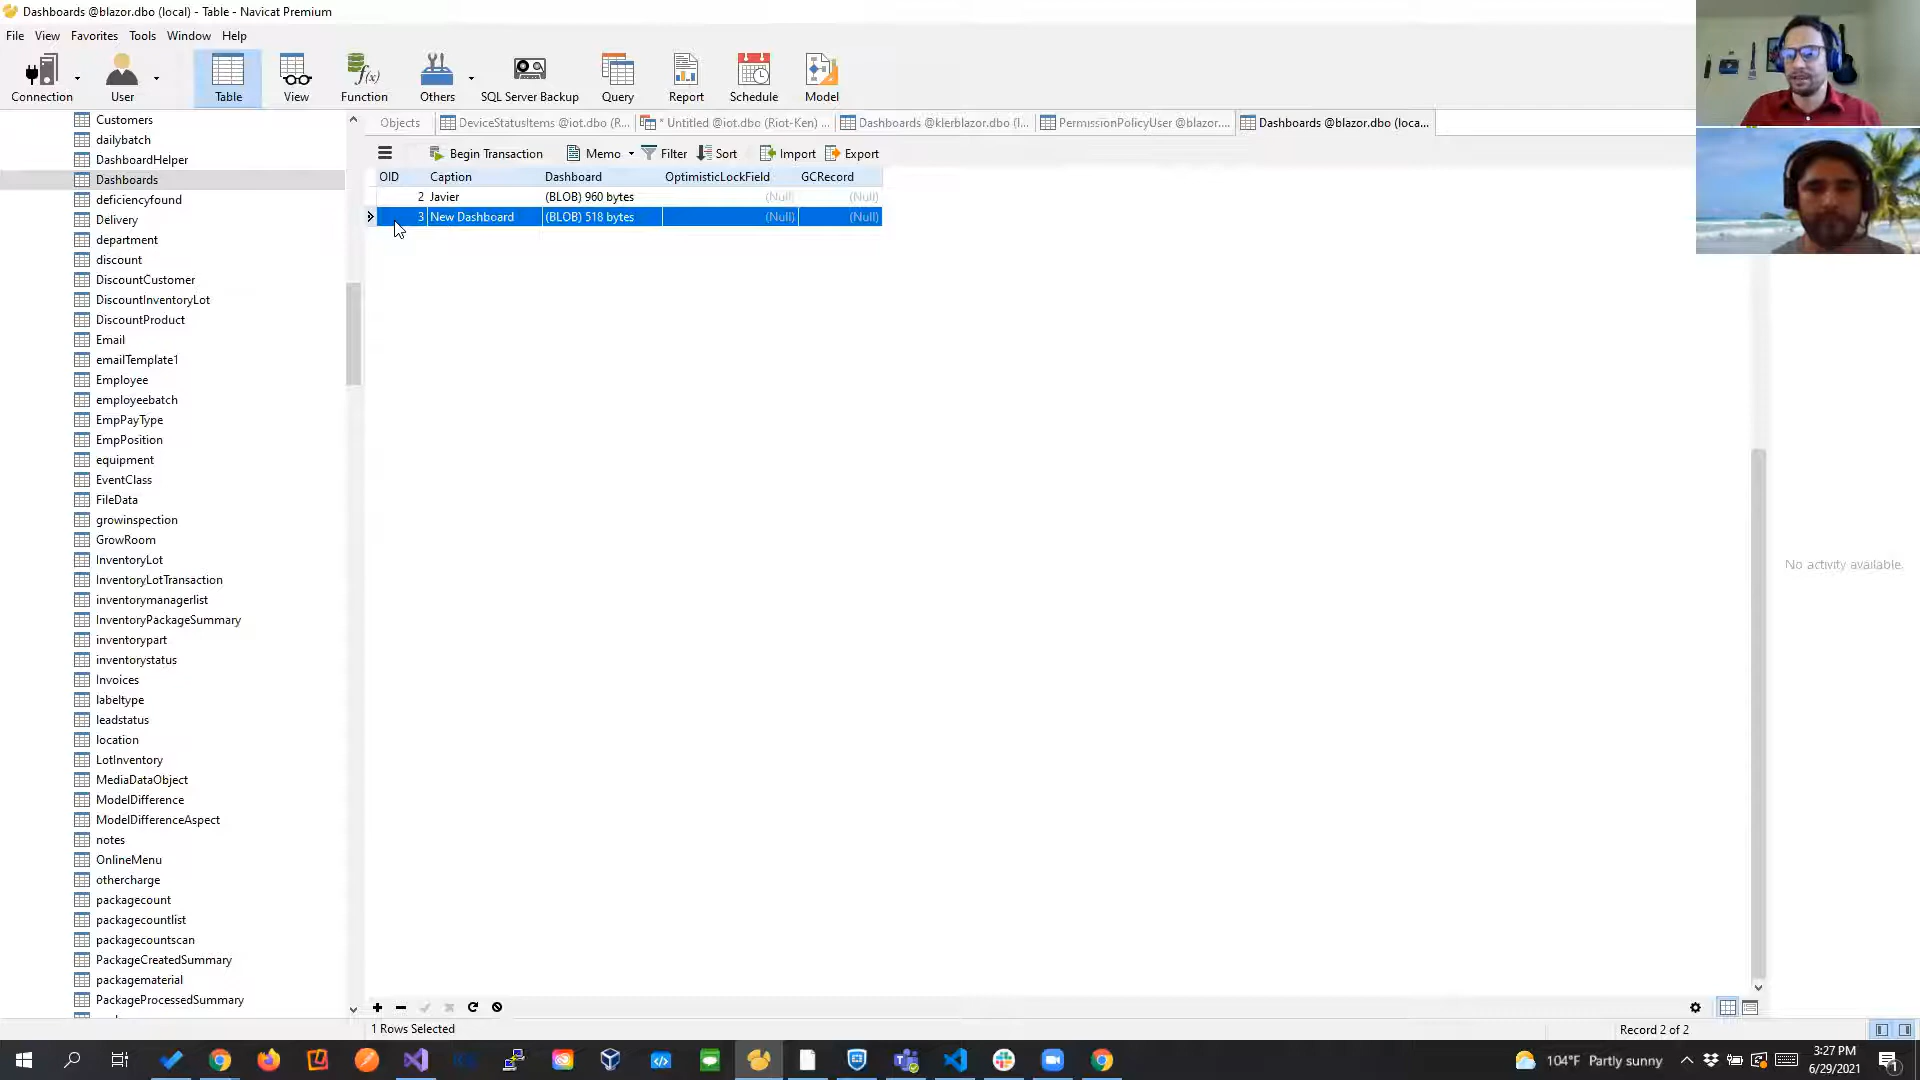 Dashboards @blazor.dbo (local) - Table - Navicat Premium
File View Favorites Tools Window Help
Connection User Table View Function Others SQL Server Backup Query Report Schedule Model
Objects DeviceStatusItems @iot.dbo (R... * Untitled @iot.dbo (Riot-Ken) ... Dashboards @klerblazor.dbo (l... PermissionPolicyUser @blazor.... Dashboards @blazor.dbo (loca...
Begin Transaction Memo Filter Sort Import Export
OID Caption Dashboard OptimisticLockField GCRecord
2 Javier (BLOB) 960 bytes (Null) (Null)
3 New Dashboard (BLOB) 518 bytes (Null) (Null)
Customers
dailybatch
DashboardHelper
Dashboards
deficiencyfound
Delivery
department
discount
DiscountCustomer
DiscountInventoryLot
DiscountProduct
Email
emailTemplate1
Employee
employeebatch
EmpPayType
EmpPosition
equipment
EventClass
FileData
growinspection
GrowRoom
InventoryLot
InventoryLotTransaction
inventorymanagerlist
InventoryPackageSummary
inventorypart
inventorystatus
Invoices
labeltype
leadstatus
location
LotInventory
MediaDataObject
ModelDifference
ModelDifferenceAspect
notes
OnlineMenu
othercharge
packagecount
packagecountlist
packagecountscan
PackageCreatedSummary
packagematerial
PackageProcessedSummary
No activity available.
1 Rows Selected
Record 2 of 2
104°F Partly sunny
3:27 PM
6/29/2021